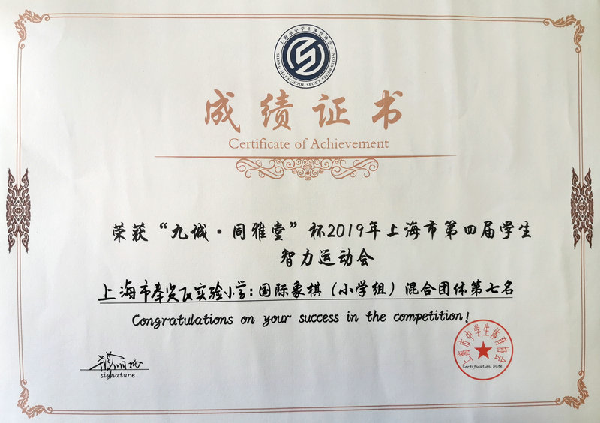 成绩证书
Certificate of Achievement
荣获“九城·同雅堂”杯2019年上海市第四届学生
智力运动会
上海市奉贤区实验小学:国际象棋(小学组)混合团体第七名
Congratulations on your success in the competition!
signature